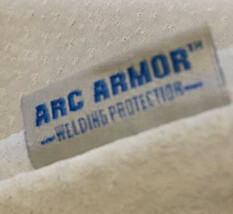 ARC ARMOR™
WELDING PROTECTION